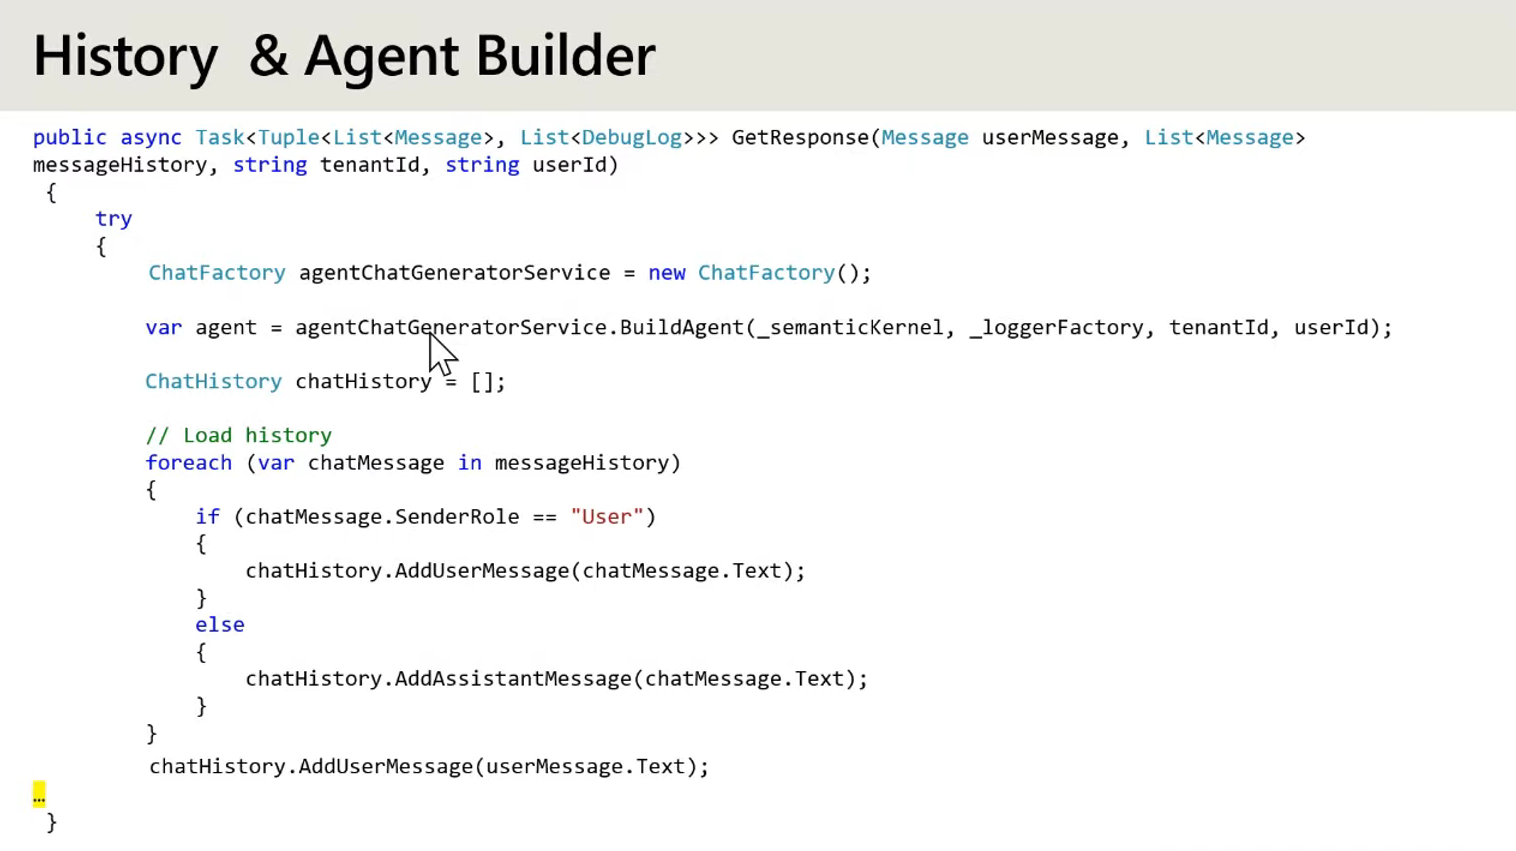 History & Agent Builder
public async Task<Tuple<List<Message>, List<DebugLog>>> GetResponse(Message userMessage, List<Message>
messageHistory, string tenantId, string userId)
{
try
{
ChatFactory agentChatGeneratorService = new ChatFactory();
var agent = agentChatGeneratorService.BuildAgent(_semanticKernel, _loggerFactory, tenantId, userId);
ChatHistory chatHistory = [];
// Load history
foreach (var chatMessage in messageHistory)
{
if (chatMessage.SenderRole == "User")
{
chatHistory.AddUserMessage(chatMessage.Text);
}
else
{
chatHistory.AddAssistantMessage(chatMessage.Text);
}
}
chatHistory.AddUserMessage(userMessage.Text);
…
}